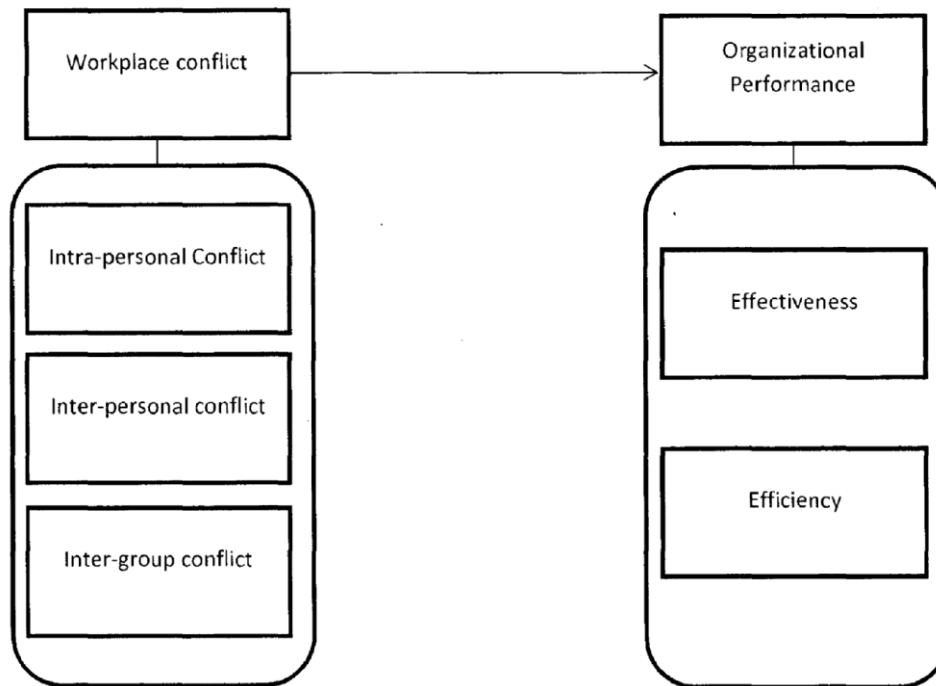 Workplace conflict
Organizational
Performance
Intra-personal Conflict
Inter-personal conflict
Inter-group conflict
Effectiveness
Efficiency